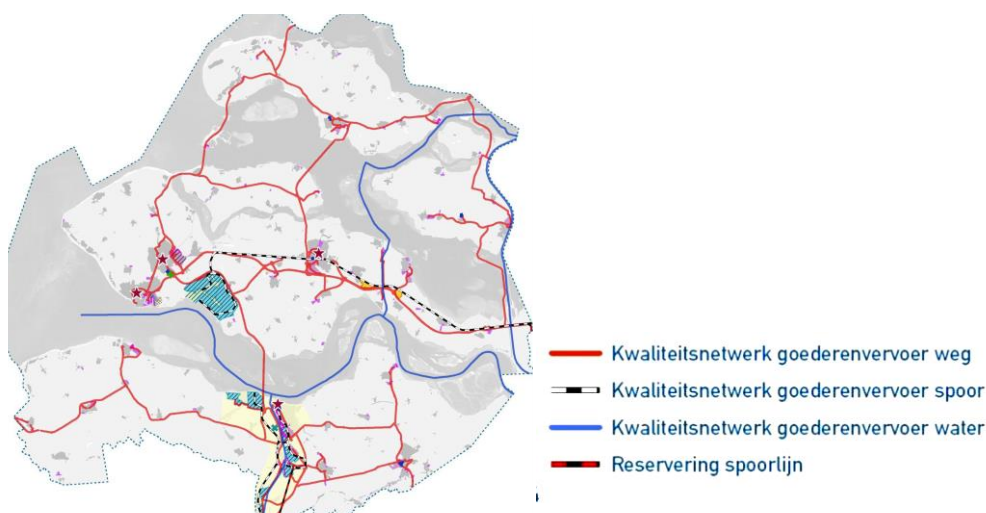 Kwaliteitsnetwerk goederenvervoer weg
Kwaliteitsnetwerk goederenvervoer spoor
Kwaliteitsnetwerk goederenvervoer water
Reservering spoorlijn